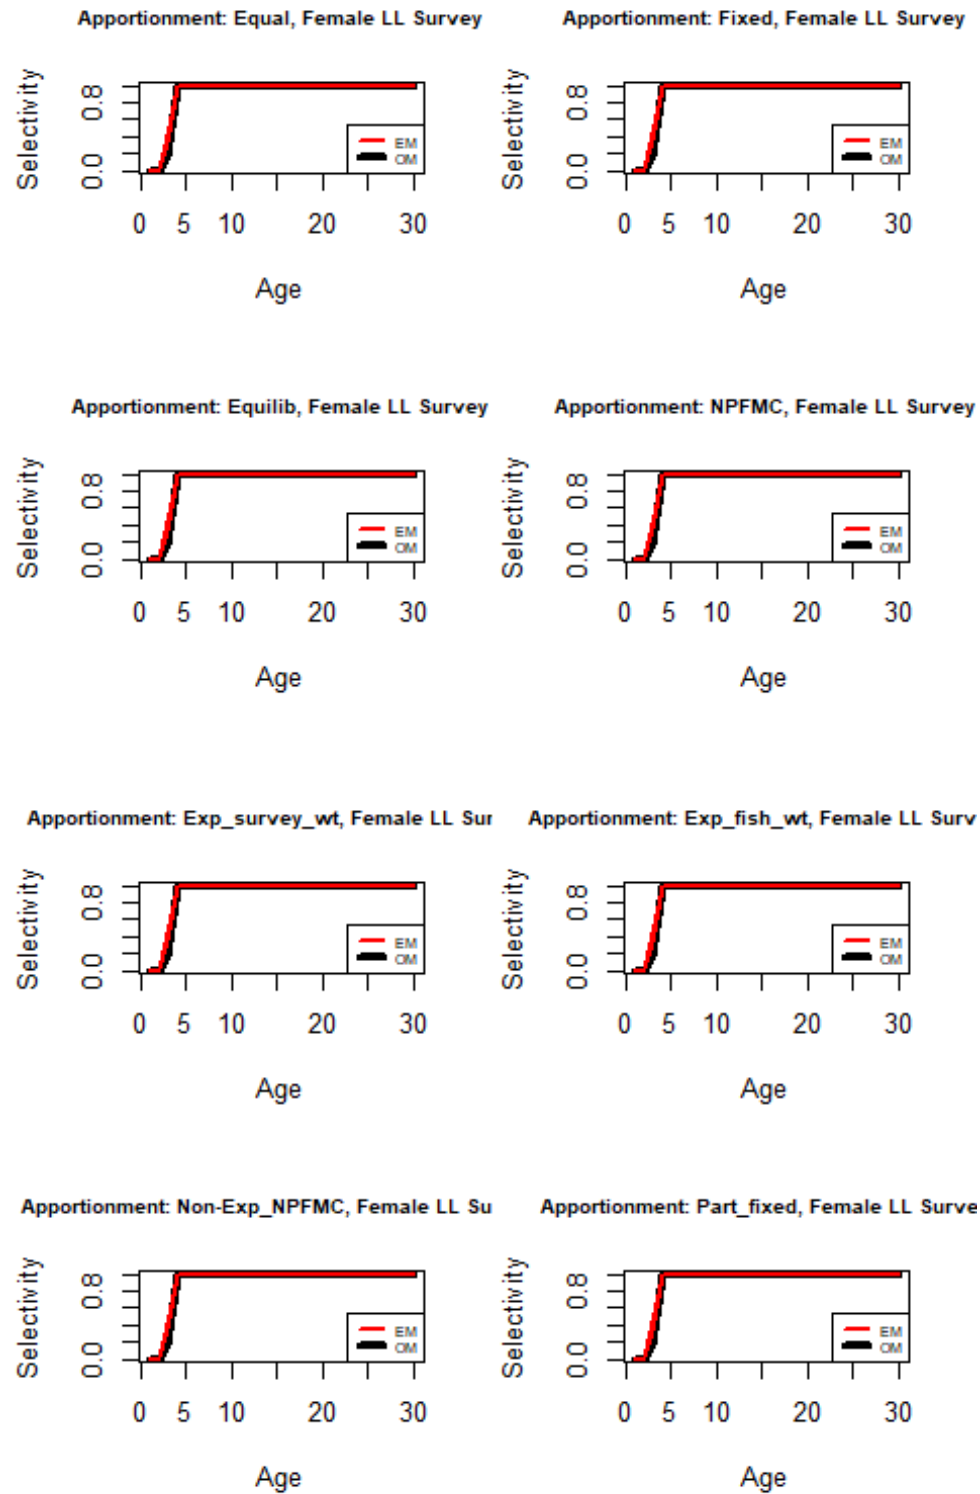 Apportionment: Equal, Female LL Survey
Selectivity
0.8
0.0
EM
OM
0 5 10 20 30
Age
Apportionment: Fixed, Female LL Survey
Selectivity
0.8
0.0
EM
OM
0 5 10 20 30
Age
Apportionment: Equilib, Female LL Survey
Selectivity
0.8
0.0
EM
OM
0 5 10 20 30
Age
Apportionment: NPFMC, Female LL Survey
Selectivity
0.8
0.0
EM
OM
0 5 10 20 30
Age
Apportionment: Exp_survey_wt, Female LL Sur
Selectivity
0.8
0.0
EM
OM
0 5 10 20 30
Age
Apportionment: Exp_fish_wt, Female LL Surv
Selectivity
0.8
0.0
EM
OM
0 5 10 20 30
Age
Apportionment: Non-Exp_NPFMC, Female LL Su
Selectivity
0.8
0.0
EM
OM
0 5 10 20 30
Age
Apportionment: Part_fixed, Female LL Surve
Selectivity
0.8
0.0
EM
OM
0 5 10 20 30
Age